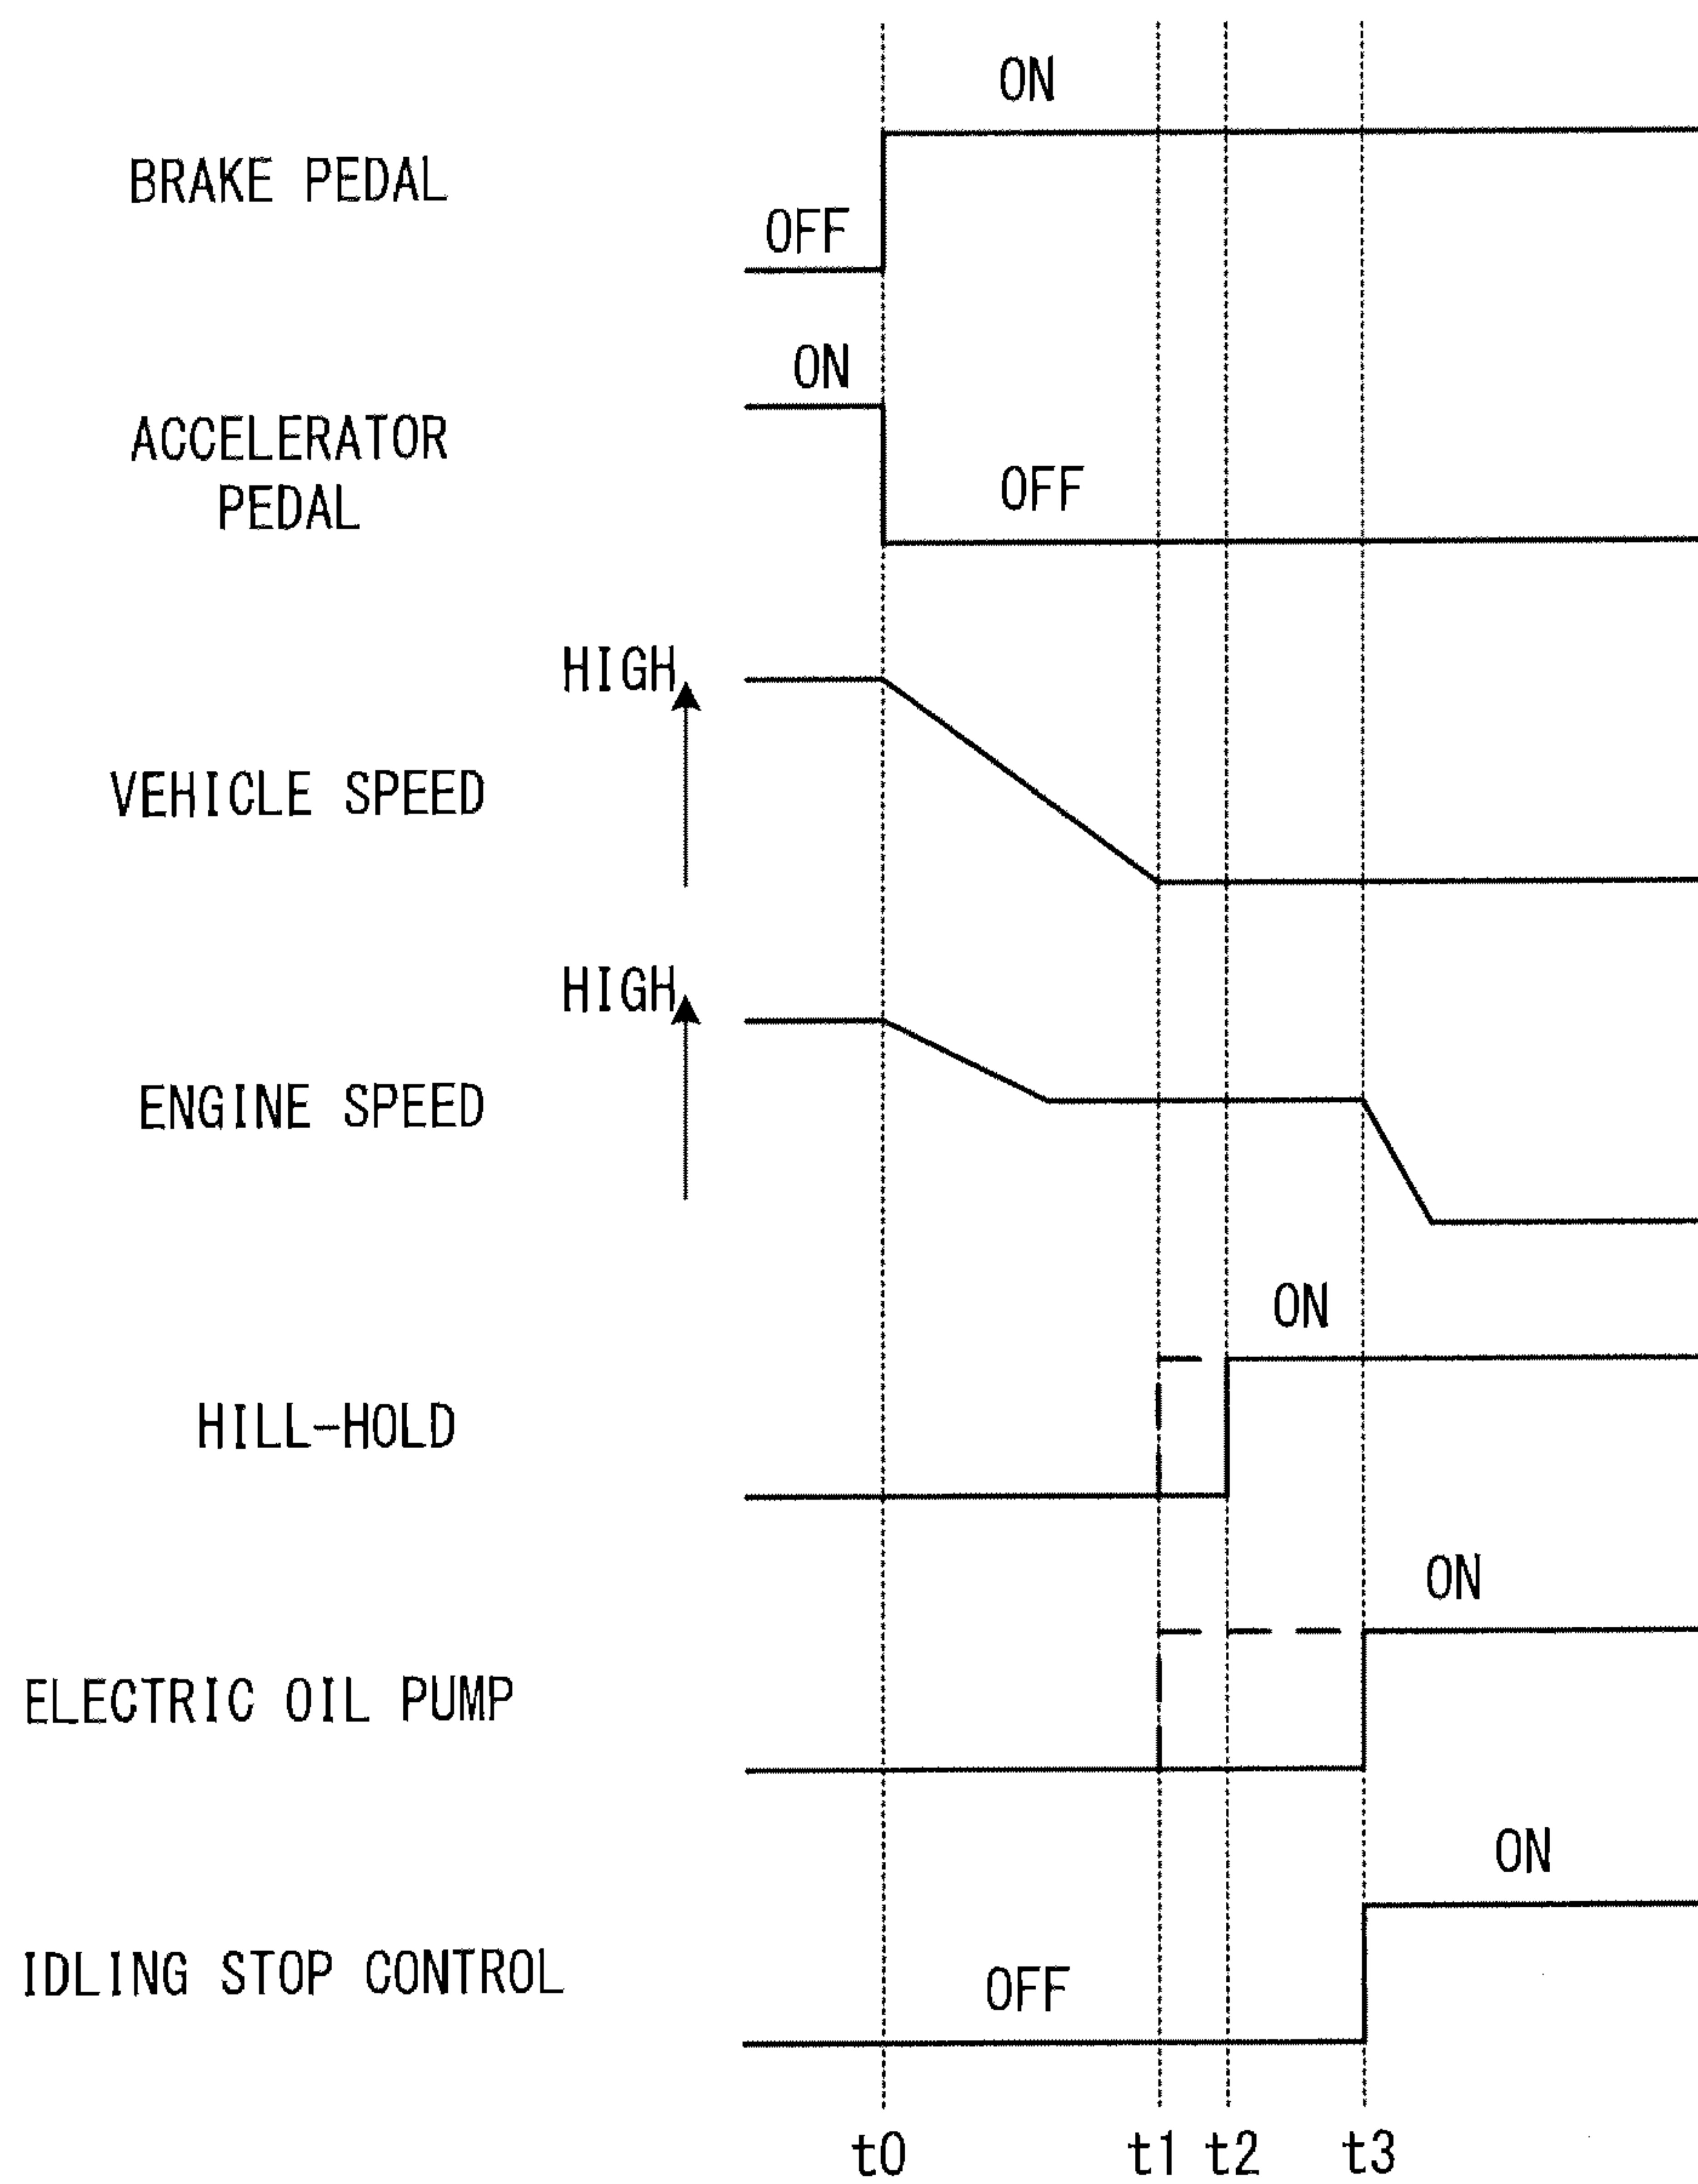 ON
BRAKE PEDAL
OFF
ON
ACCELERATOR
PEDAL
OFF
HIGH
VEHICLE SPEED
HIGH
ENGINE SPEED
ON
HILL-HOLD
ON
ELECTRIC OIL PUMP
ON
IDLING STOP CONTROL
OFF
t0 t1 t2 t3